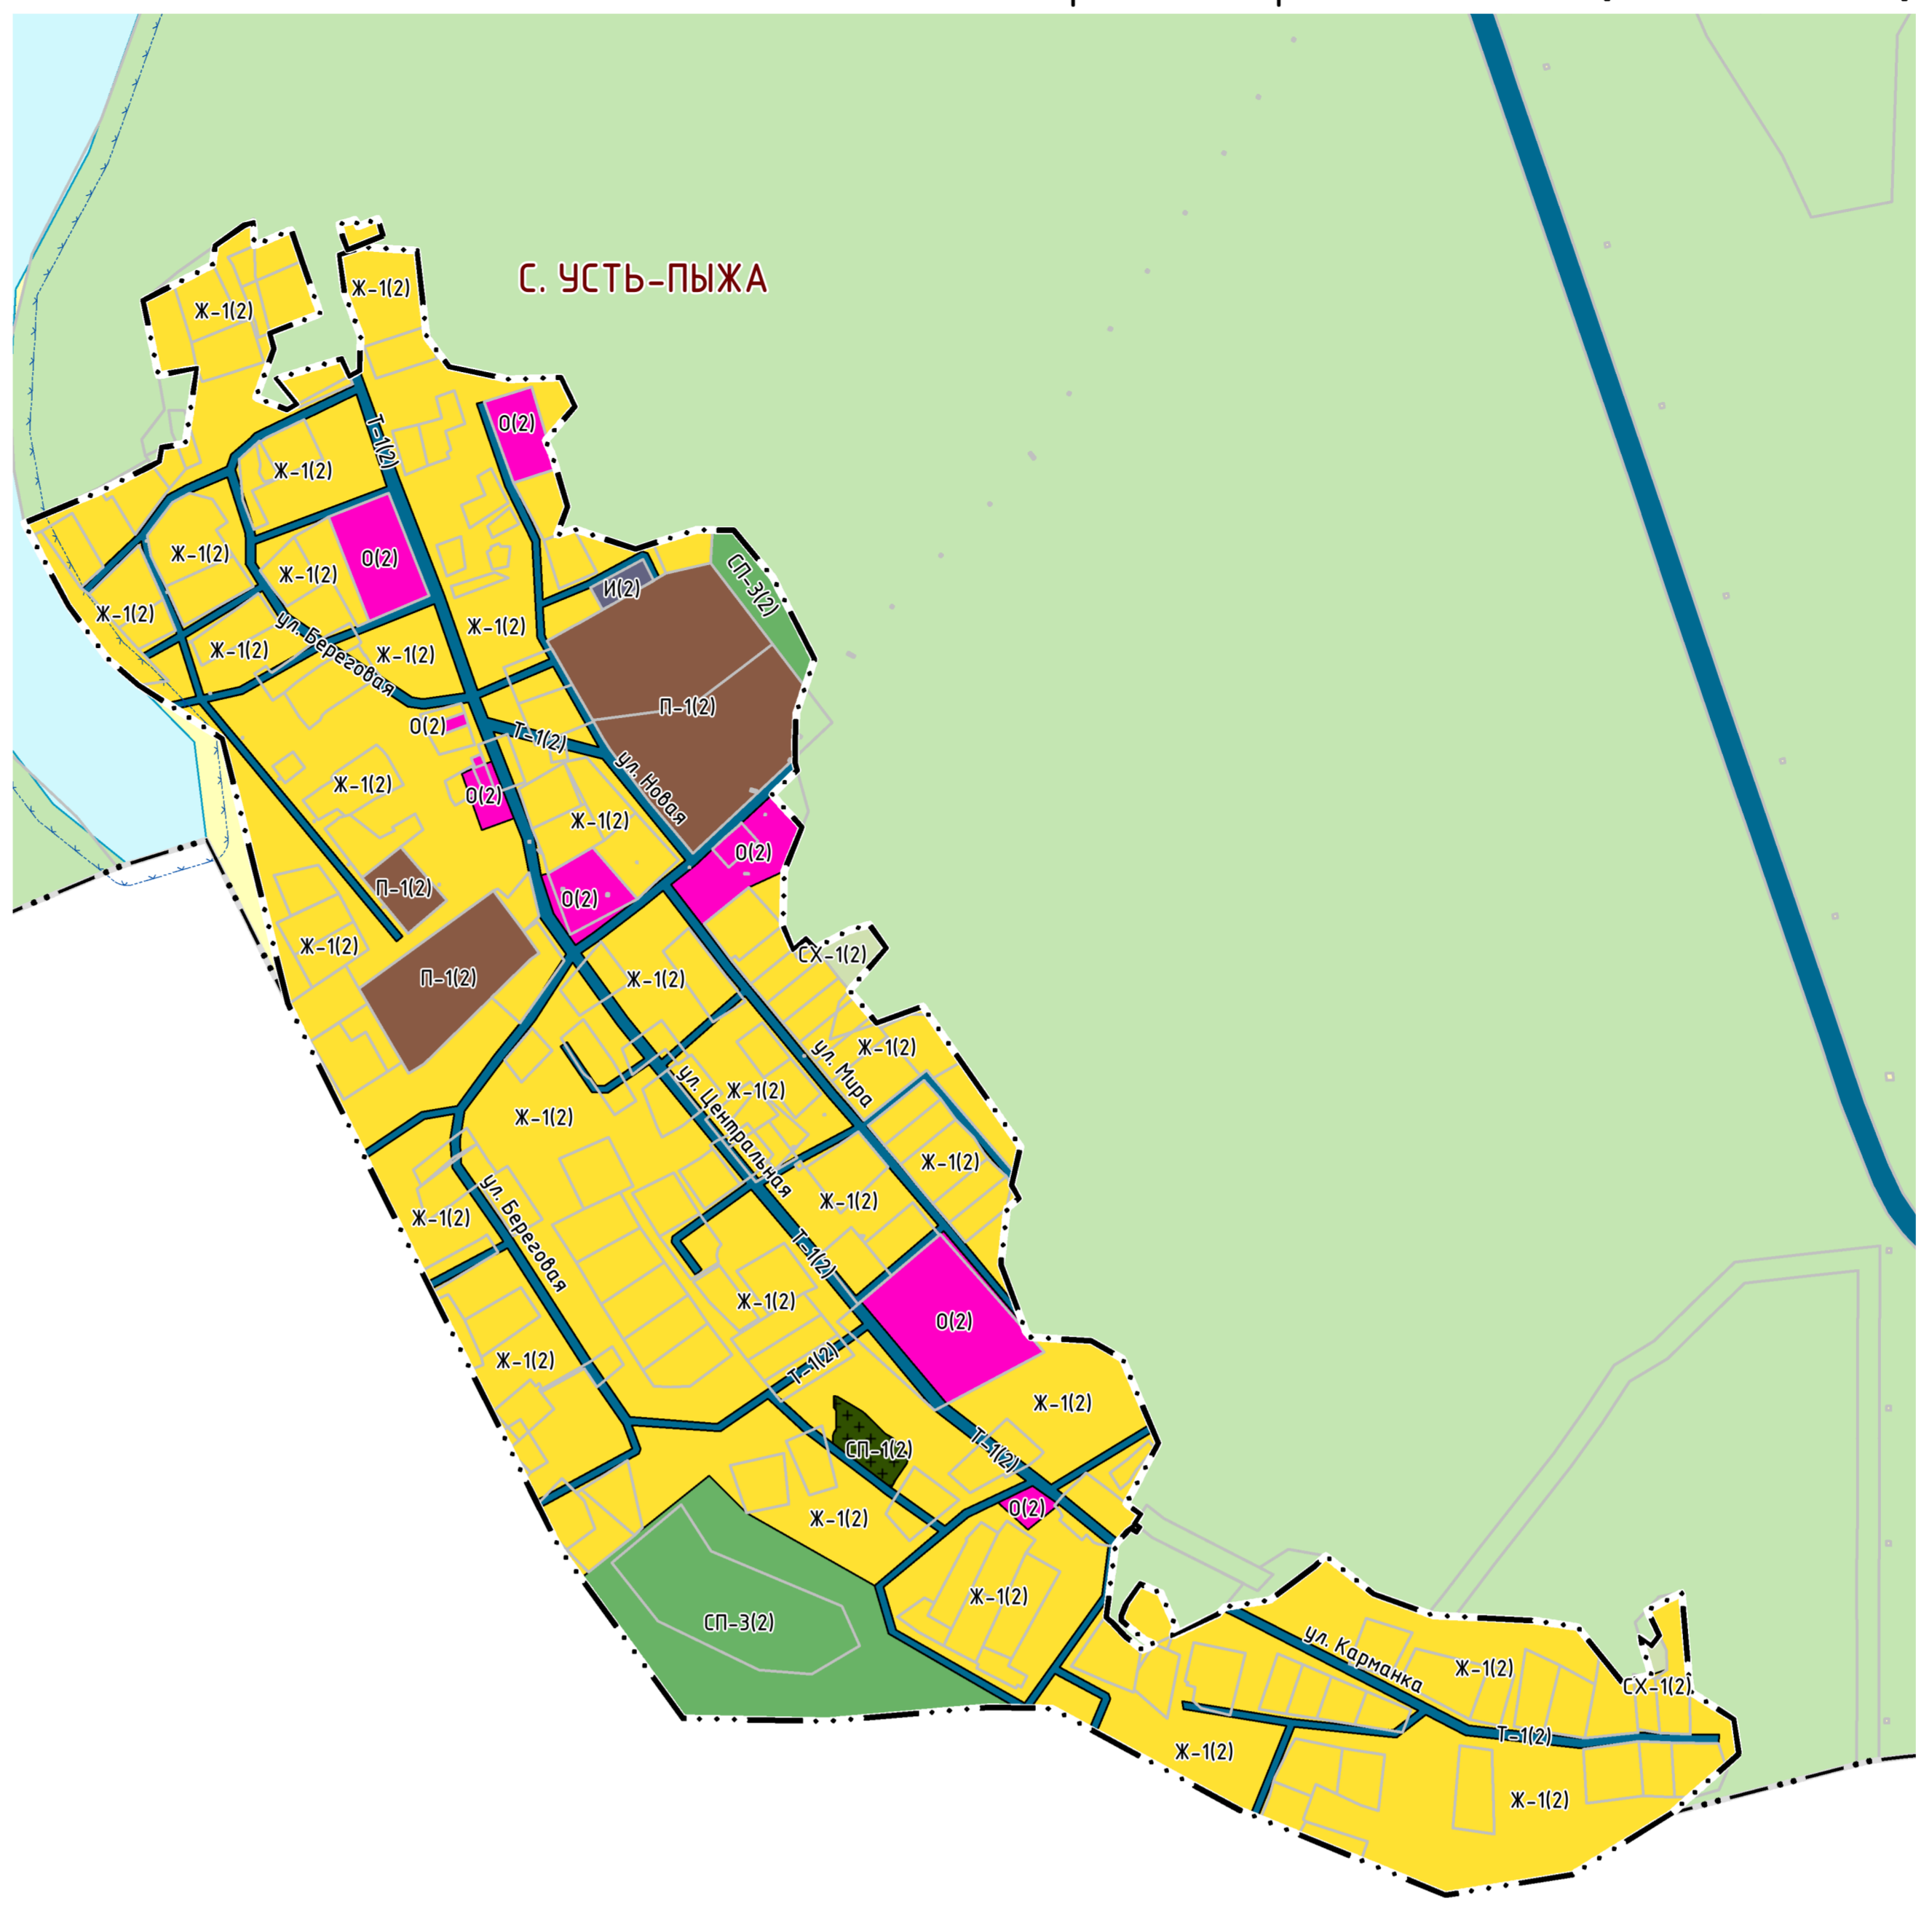 С. УСТЬ-ПЫЖА
Ж-1(2)
Ж-1(2)
О(2)
Т-1(2)
Ж-1(2)
Ж-1(2)
О(2)
Ж-1(2)
И(2)
СП-3(2)
Ж-1(2)
Ж-1(2)
Ж-1(2)
ул. Береговая
Ж-1(2)
П-1(2)
О(2)
Т-1(2)
ул. Новая
Ж-1(2)
О(2)
Ж-1(2)
О(2)
П-1(2)
О(2)
Ж-1(2)
СХ-1(2)
П-1(2)
Ж-1(2)
Ж-1(2)
ул. Мира
ул. Центральная
Ж-1(2)
Ж-1(2)
Ж-1(2)
Ж-1(2)
Ж-1(2)
ул. Береговая
Т-1(2)
Ж-1(2)
О(2)
Ж-1(2)
Т-1(2)
Ж-1(2)
СП-1(2)
Т-1(2)
О(2)
Ж-1(2)
Ж-1(2)
СП-3(2)
ул. Карманка
Ж-1(2)
СХ-1(2)
Т-1(2)
Ж-1(2)
Ж-1(2)